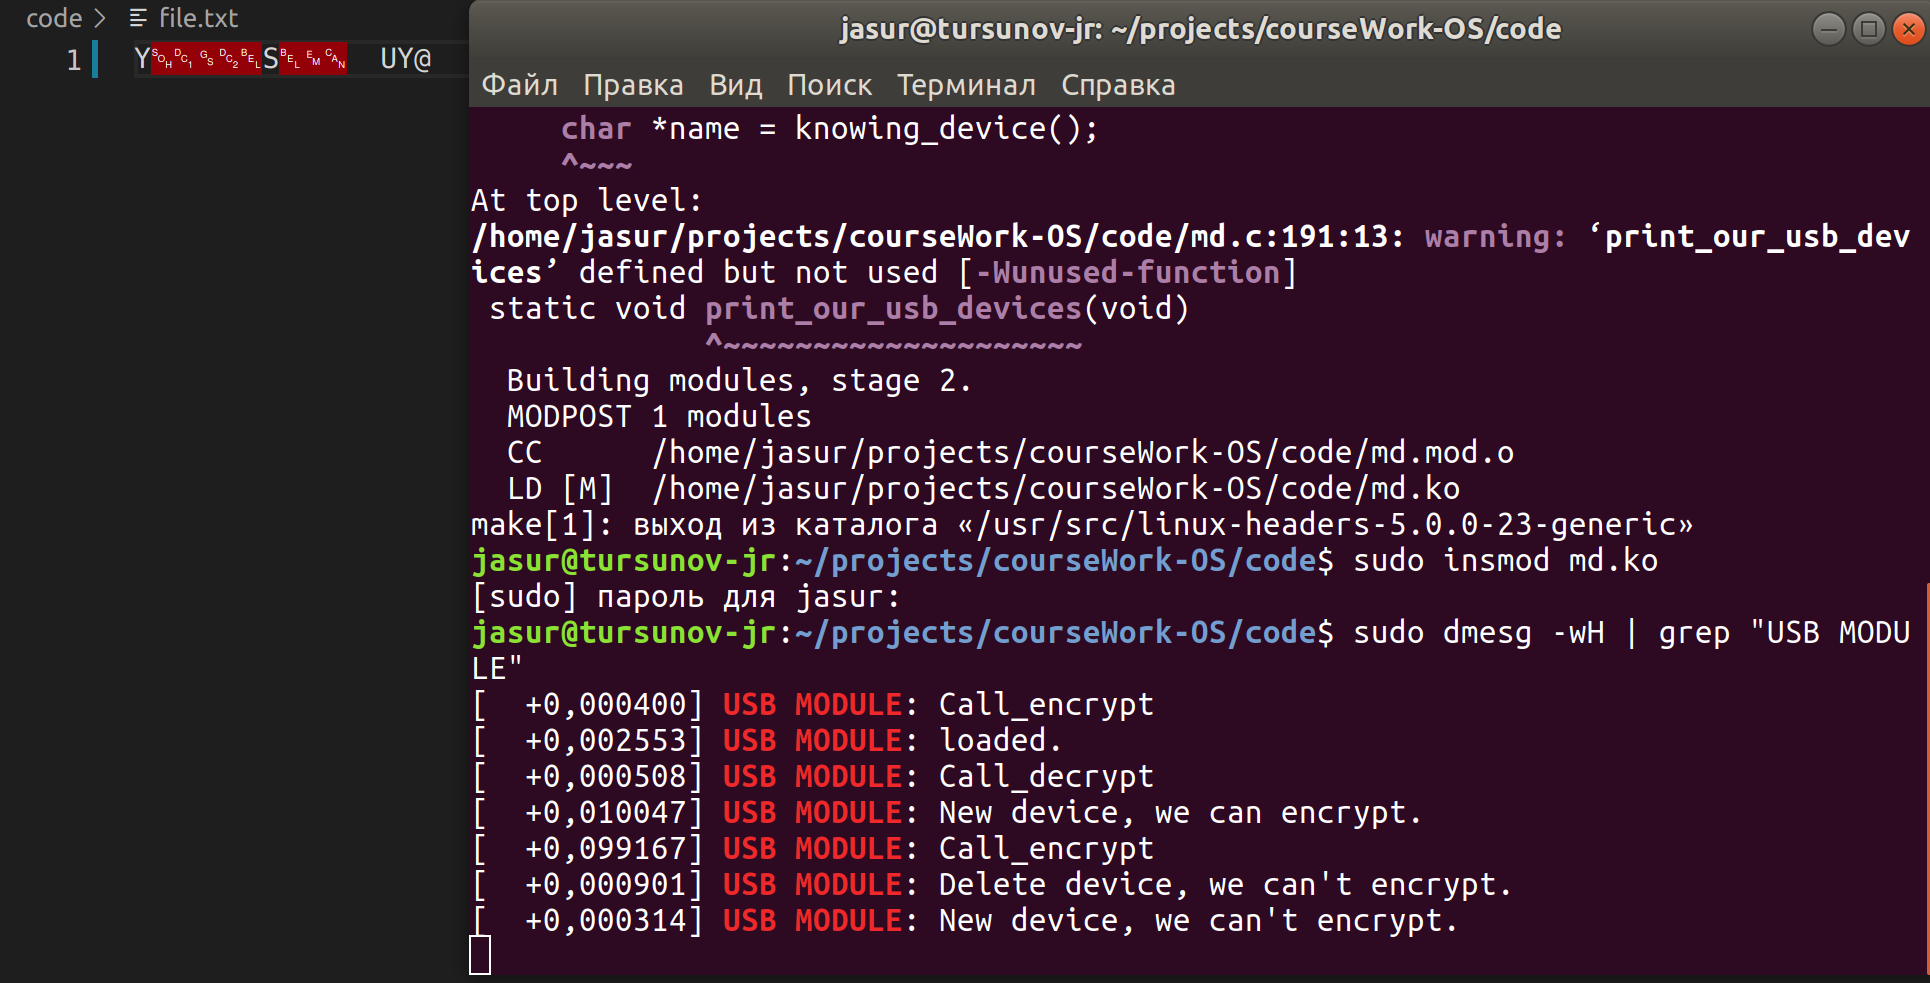 code > file.txt
1 Y SOH DC1 GS DC2 BEL S BEL EM CAN UY@
jasur@tursunov-jr: ~/projects/courseWork-OS/code
Файл Правка Вид Поиск Терминал Справка
char *name = knowing_device();
^~~~
At top level:
/home/jasur/projects/courseWork-OS/code/md.c:191:13: warning: ‘print_our_usb_dev
ices’ defined but not used [-Wunused-function]
static void print_our_usb_devices(void)
^~~~~~~~~~~~~~~~~~~~~
Building modules, stage 2.
MODPOST 1 modules
CC /home/jasur/projects/courseWork-OS/code/md.mod.o
LD [M] /home/jasur/projects/courseWork-OS/code/md.ko
make[1]: выход из каталога «/usr/src/linux-headers-5.0.0-23-generic»
jasur@tursunov-jr:~/projects/courseWork-OS/code$ sudo insmod md.ko
[sudo] пароль для jasur:
jasur@tursunov-jr:~/projects/courseWork-OS/code$ sudo dmesg -wH | grep "USB MODU
LE"
[ +0,000400] USB MODULE: Call_encrypt
[ +0,002553] USB MODULE: loaded.
[ +0,000508] USB MODULE: Call_decrypt
[ +0,010047] USB MODULE: New device, we can encrypt.
[ +0,099167] USB MODULE: Call_encrypt
[ +0,000901] USB MODULE: Delete device, we can't encrypt.
[ +0,000314] USB MODULE: New device, we can't encrypt.